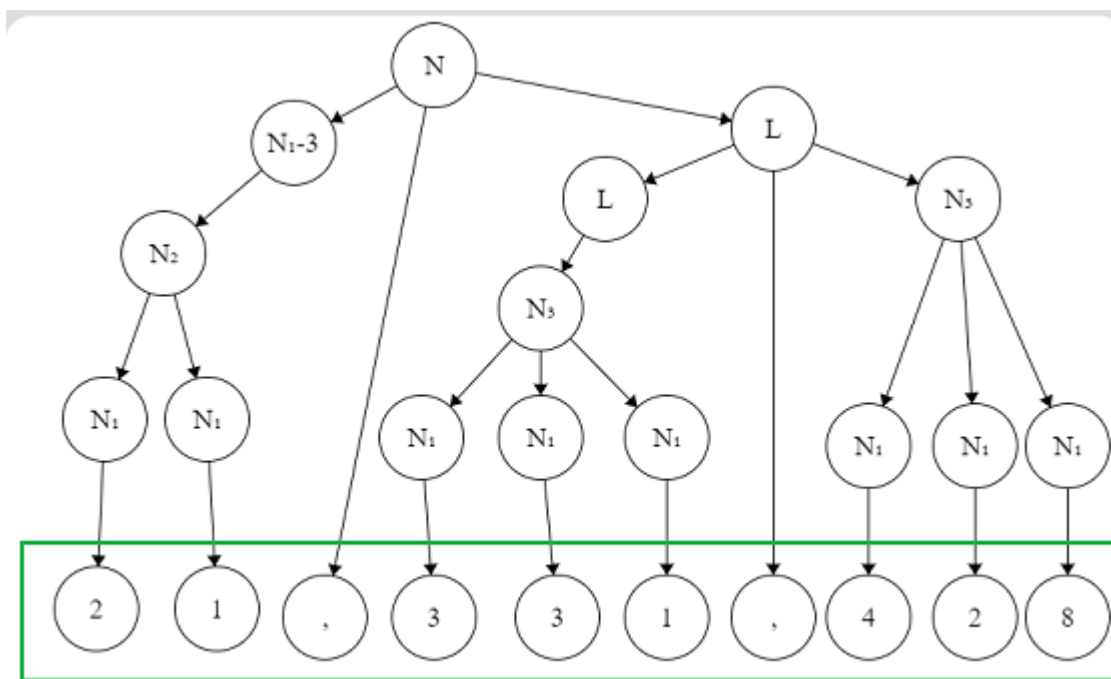 N
L
N₁-3
L
N₃
N₂
N₃
N₁ N₁ N₁ N₁ N₁ N₁ N₁ N₁
2 1 , 3 3 1 , 4 2 8